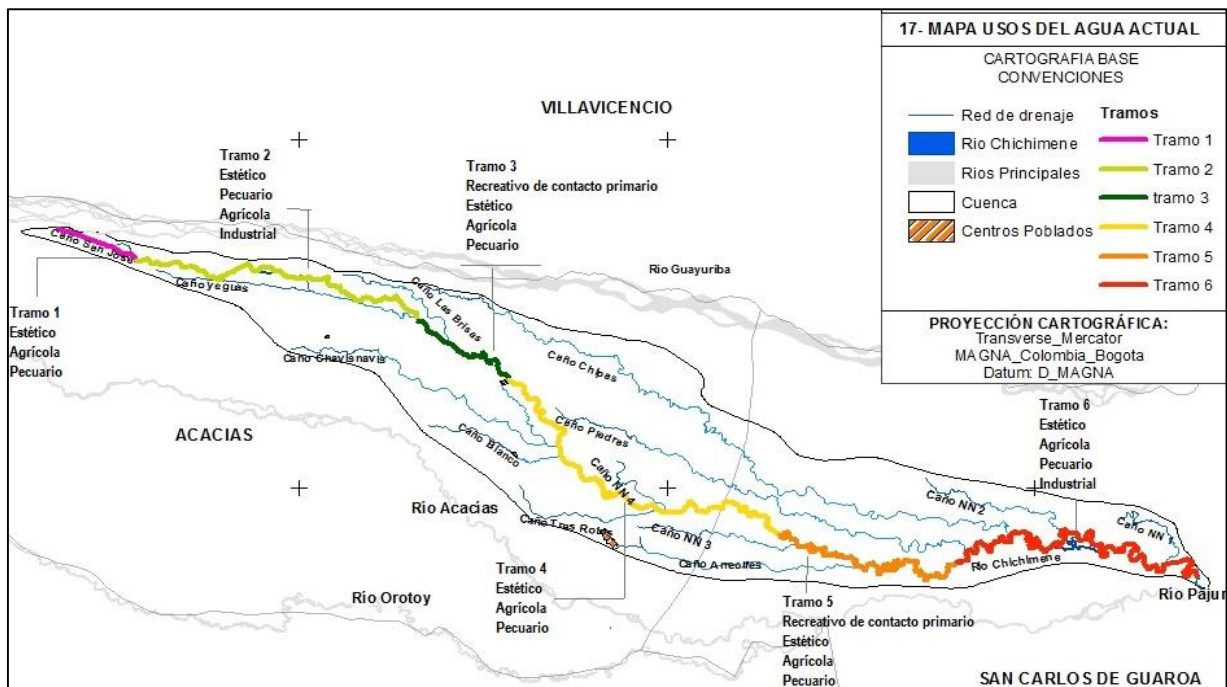 17- MAPA USOS DEL AGUA ACTUAL
CARTOGRAFIA BASE
CONVENCIONES
Red de drenaje
Rio Chichimene
Rios Principales
Cuenca
Centros Poblados
Tramos
Tramo 1
Tramo 2
tramo 3
Tramo 4
Tramo 5
Tramo 6
PROYECCIÓN CARTOGRÁFICA:
Transverse_Mercator
MAGNA_Colombia_Bogota
Datum: D_MAGNA
VILLAVICENCIO
Tramo 2
Estético
Pecuario
Agrícola
Industrial
Tramo 3
Recreativo de contacto primario
Estético
Agrícola
Pecuario
Rio Guayuriba
Caño San José
Caño yeguas
Caño Las Brisas
Tramo 1
Estético
Agrícola
Pecuario
Caño Chavisnavis
Caño Chipas
ACACIAS
Caño Piedras
Caño Blanco
Caño NN 4
Tramo 6
Estético
Agrícola
Pecuario
Industrial
Río Acacías
Caño Tres Rotos
Caño NN 3
Caño NN 2
Caño NN 1
Caño Arreoifes
Rio Chichimene
Tramo 4
Estético
Agrícola
Pecuario
Río Orotoy
Tramo 5
Recreativo de contacto primario
Estético
Agrícola
Pecuario
Río Pajur
SAN CARLOS DE GUAROA